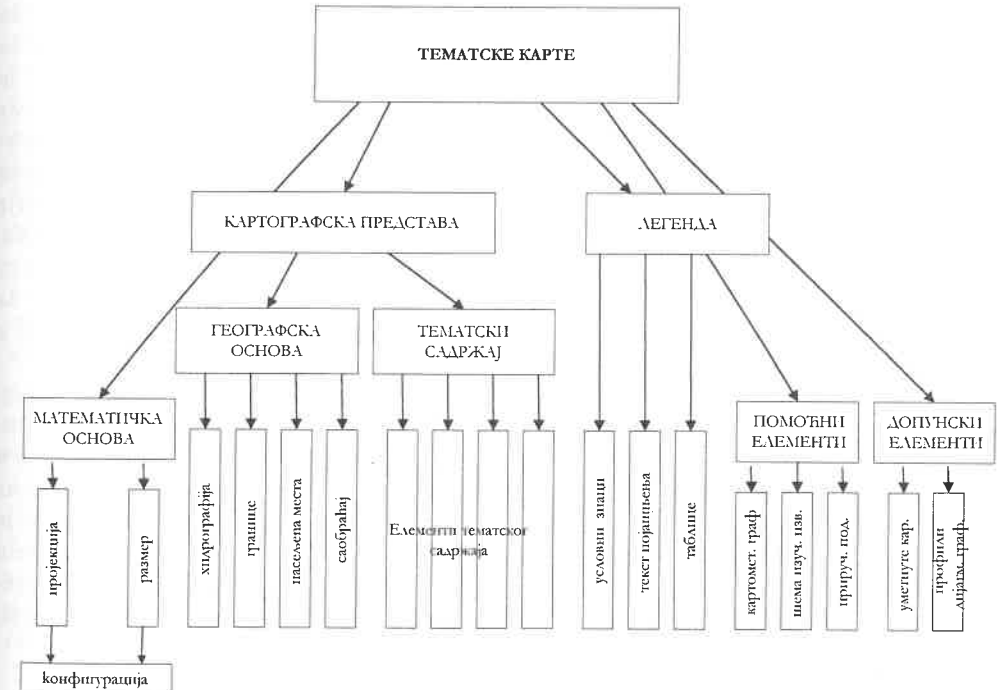 ТЕМАТСКЕ КАРТЕ
КАРТОГРАФСКА ПРЕДСТАВА
ЛЕГЕНДА
ГЕОГРАФСКА
ОСНОВА
ТЕМАТСКИ
САДРЖАЈ
МАТЕМАТИЧКА
ОСНОВА
ПОМОЋНИ
ЕЛЕМЕНТИ
ДОПУНСКИ
ЕЛЕМЕНТИ
пројекција
размер
хидрографија
границе
насељена места
саобраћај
Елементи тематског
садржаја
условни знаци
текст појашњења
таблице
картомет. граф
шема изуч. изв.
прируч. под.
уметнуте кар.
профили
дијагм. граф.
конфигурација